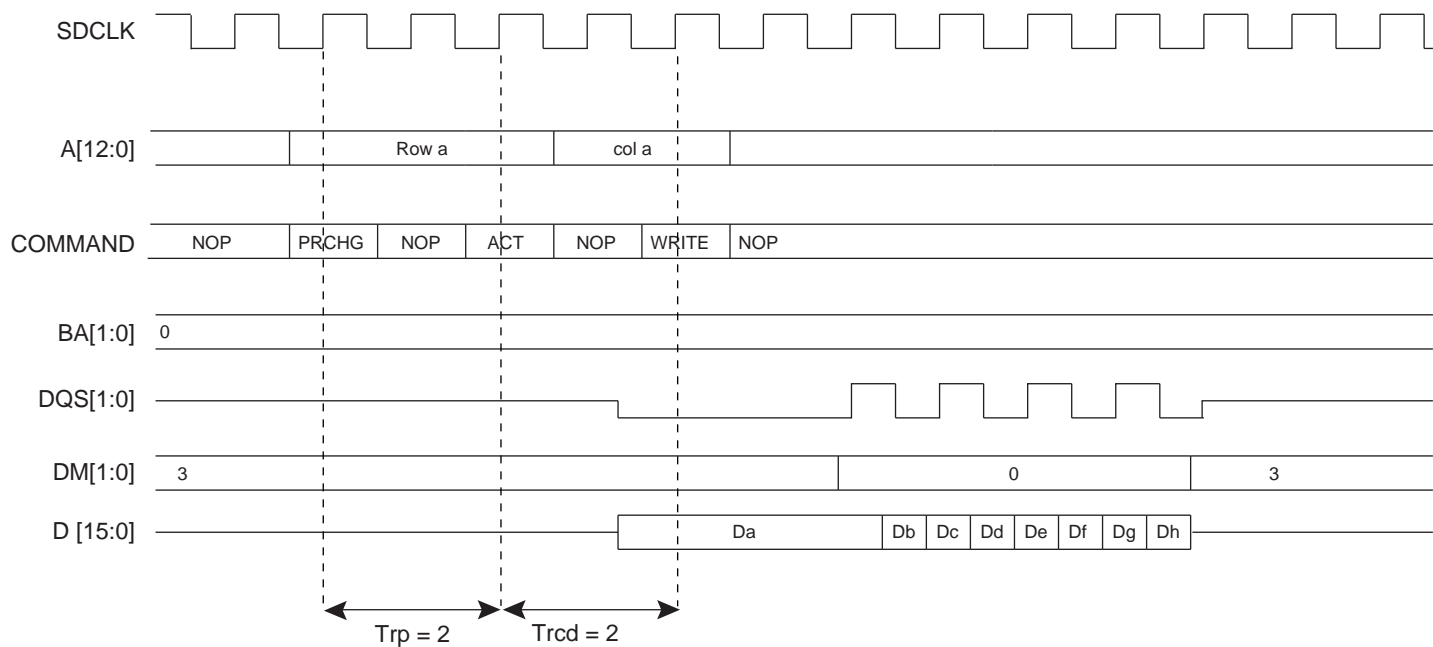 SDCLK
A[12:0] Row a col a
COMMAND NOP PRCHG NOP ACT NOP WRITE NOP
BA[1:0] 0
DQS[1:0]
DM[1:0] 3 0 3
D [15:0] Da Db Dc Dd De Df Dg Dh
Trp = 2 Trcd = 2